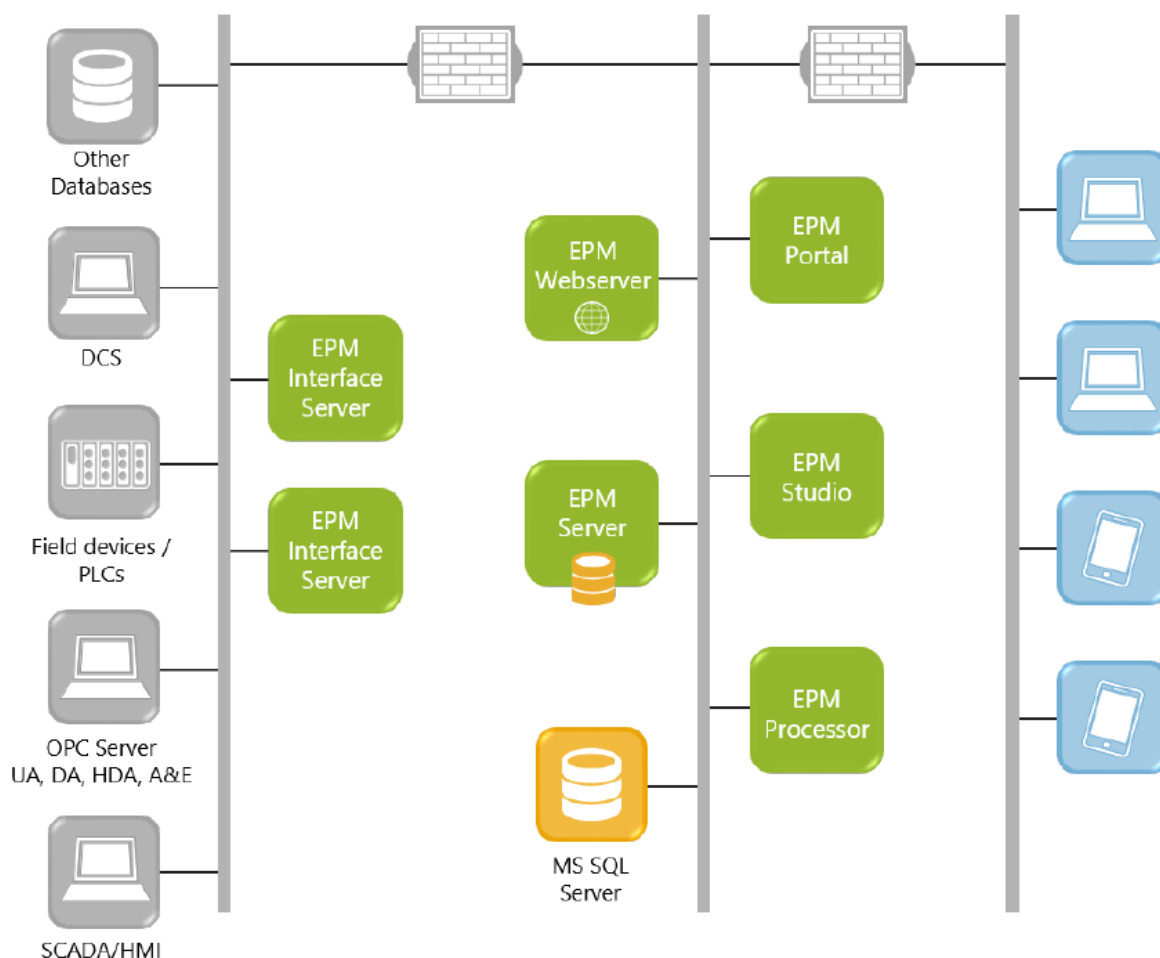 Other
Databases
DCS
Field devices /
PLCs
OPC Server
UA, DA, HDA, A&E
SCADA/HMI
EPM
Interface
Server
EPM
Interface
Server
EPM
Webserver
EPM
Server
MS SQL
Server
EPM
Portal
EPM
Studio
EPM
Processor